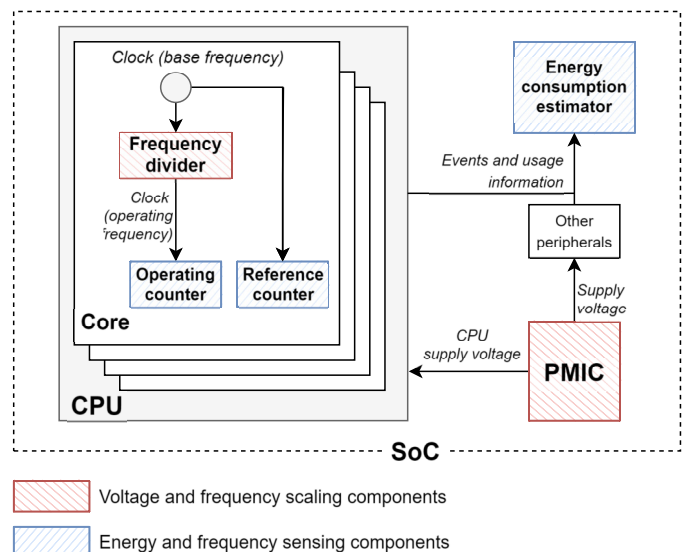 Clock (base frequency)
Frequency
divider
Clock
(operating
frequency)
Operating
counter
Reference
counter
Core
CPU
Energy
consumption
estimator
Events and usage
information
Other
peripherals
Supply
voltage
CPU
supply voltage
PMIC
SoC
Voltage and frequency scaling components
Energy and frequency sensing components